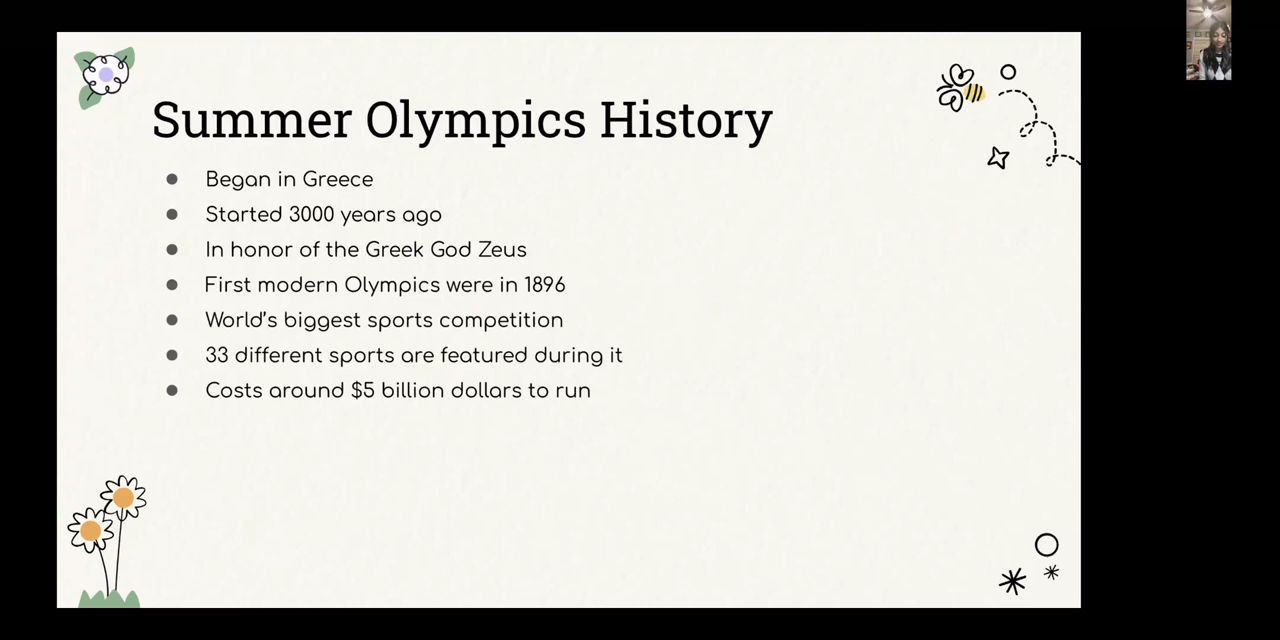 Summer Olympics History
● Began in Greece
● Started 3000 years ago
● In honor of the Greek God Zeus
● First modern Olympics were in 1896
● World's biggest sports competition
● 33 different sports are featured during it
● Costs around $5 billion dollars to run